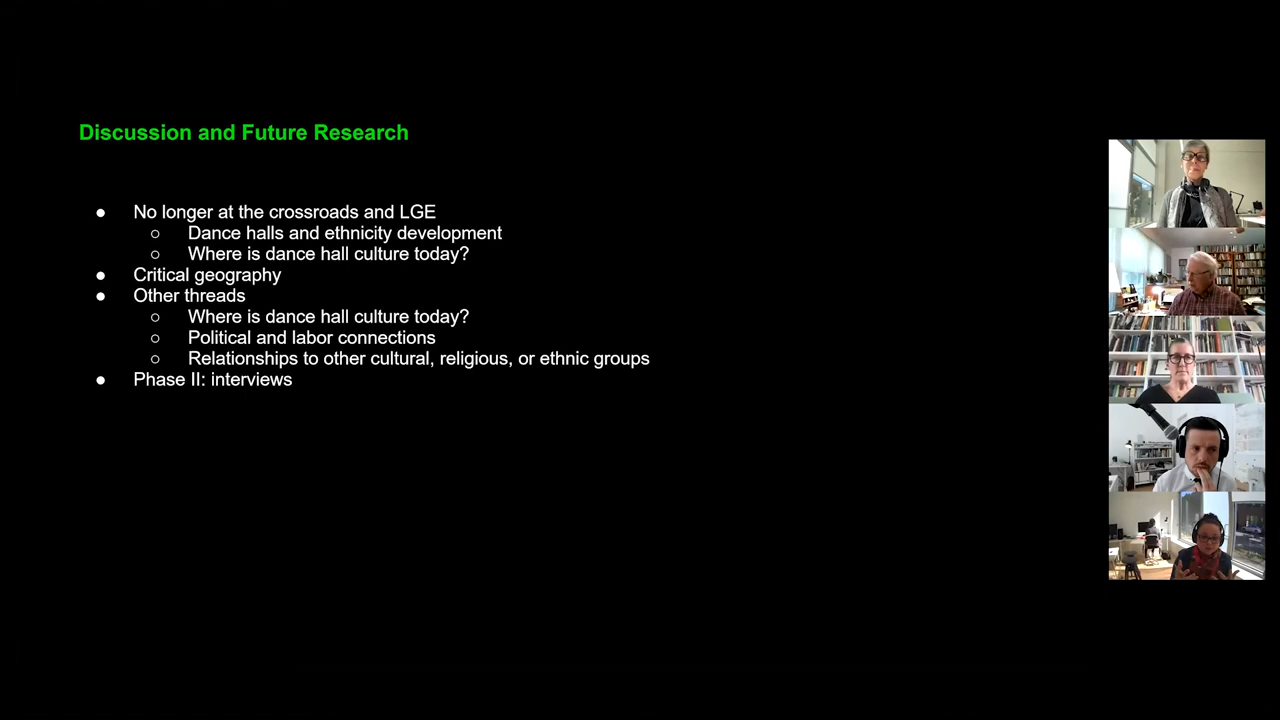 Discussion and Future Research
● No longer at the crossroads and LGE
○ Dance halls and ethnicity development
○ Where is dance hall culture today?
● Critical geography
● Other threads
○ Where is dance hall culture today?
○ Political and labor connections
○ Relationships to other cultural, religious, or ethnic groups
● Phase II: interviews